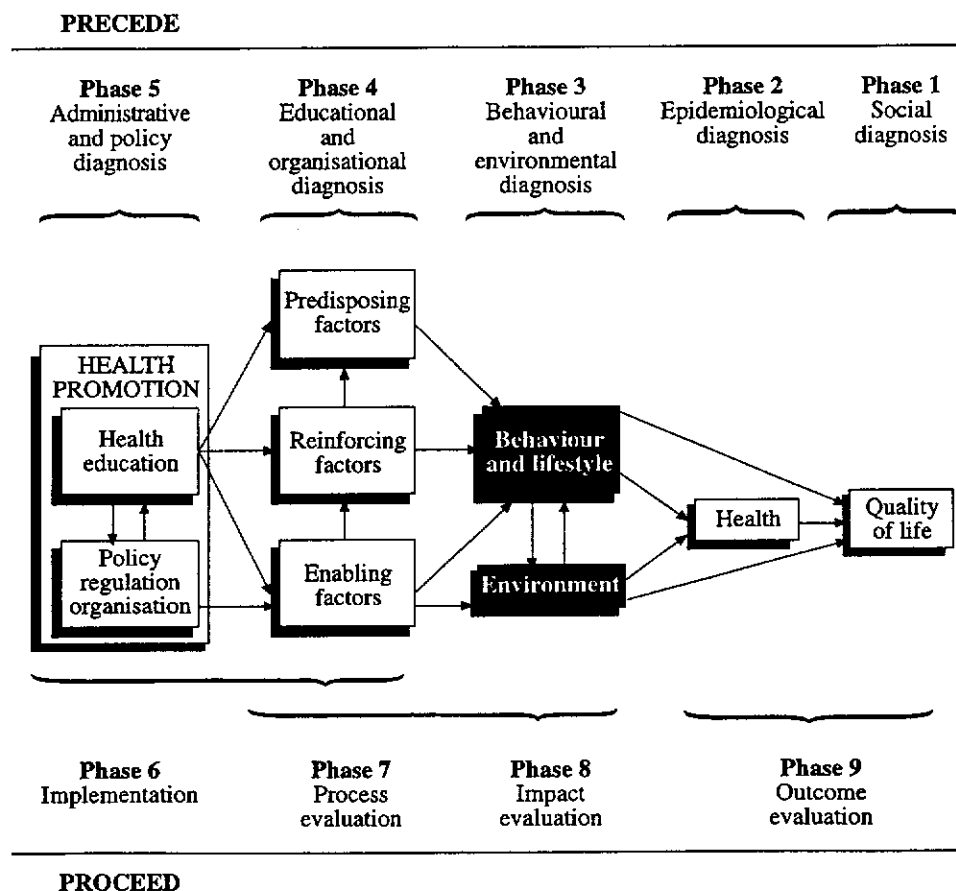 PRECEDE
Phase 5
Administrative
and policy
diagnosis
Phase 4
Educational
and
organisational
diagnosis
Phase 3
Behavioural
and
environmental
diagnosis
Phase 2
Epidemiological
diagnosis
Phase 1
Social
diagnosis
HEALTH
PROMOTION
Health
education
Policy
regulation
organisation
Predisposing
factors
Reinforcing
factors
Enabling
factors
Behaviour
and lifestyle
Environment
Health
Quality
of life
Phase 6
Implementation
Phase 7
Process
evaluation
Phase 8
Impact
evaluation
Phase 9
Outcome
evaluation
PROCEED